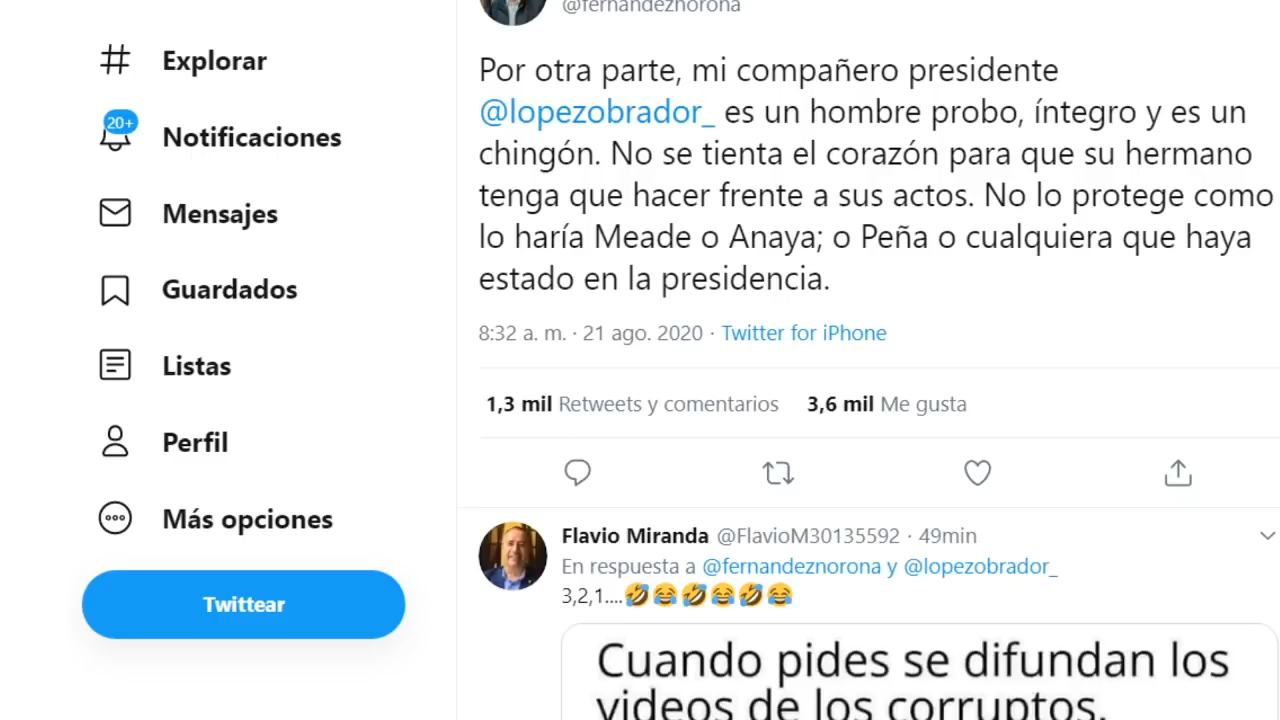 @fernandeznorona
Explorar
20+
Notificaciones
Mensajes
Guardados
Listas
Perfil
Más opciones
Twittear
Por otra parte, mi compañero presidente
@lopezobrador_ es un hombre probo, íntegro y es un
chingón. No se tienta el corazón para que su hermano
tenga que hacer frente a sus actos. No lo protege como
lo haría Meade o Anaya; o Peña o cualquiera que haya
estado en la presidencia.
8:32 a. m. · 21 ago. 2020 · Twitter for iPhone
1,3 mil Retweets y comentarios 3,6 mil Me gusta
Flavio Miranda @FlavioM30135592 · 49min
En respuesta a @fernandeznorona y @lopezobrador_
3,2,1....🤣😂🤣😂🤣😂
Cuando pides se difundan los
videos de los corruptos.